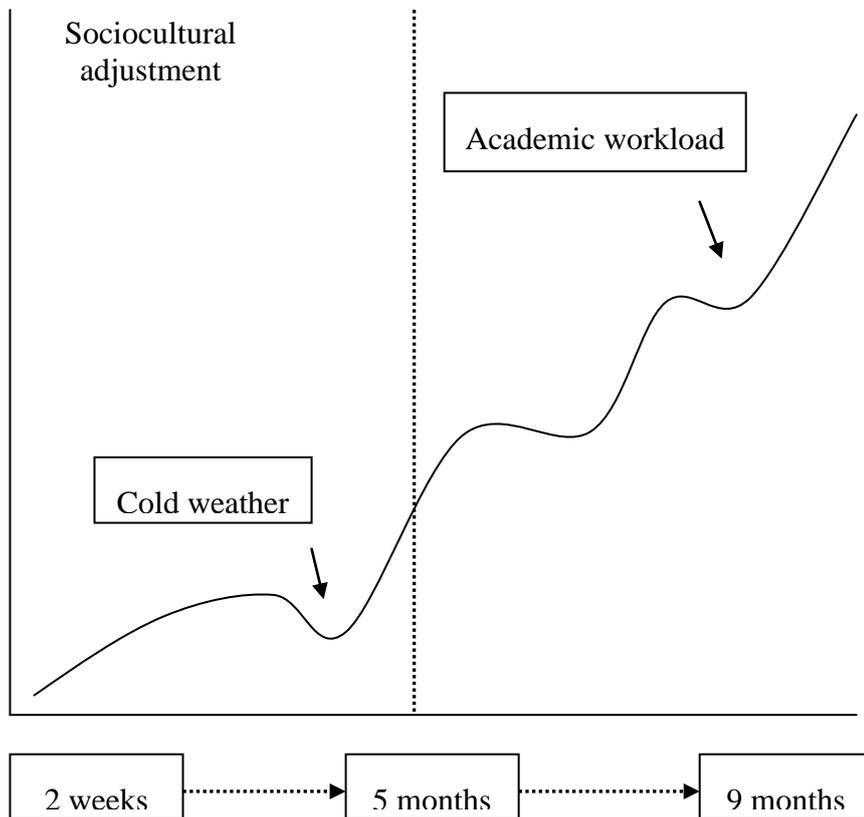 Sociocultural
adjustment
Academic workload
Cold weather
2 weeks
5 months
9 months